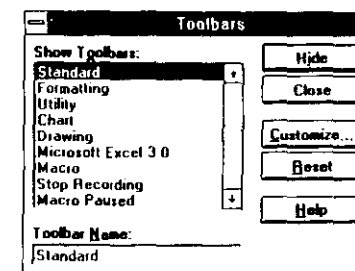 Toolbars
Show Toolbars:
Standard
Formatting
Utility
Chart
Drawing
Microsoft Excel 3.0
Macro
Stop Recording
Macro Paused
Toolbar Name:
Standard
Hide
Close
Customize...
Reset
Help